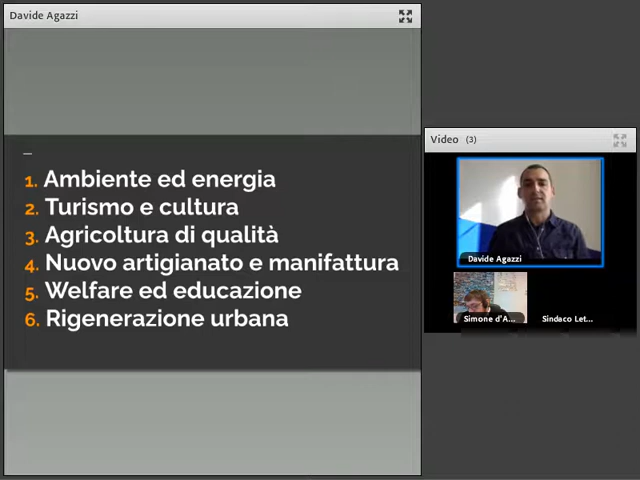 Davide Agazzi
1. Ambiente ed energia
2. Turismo e cultura
3. Agricoltura di qualità
4. Nuovo artigianato e manifattura
5. Welfare ed educazione
6. Rigenerazione urbana
Video (3)
Davide Agazzi
Simone d'A...
Sindaco Let...